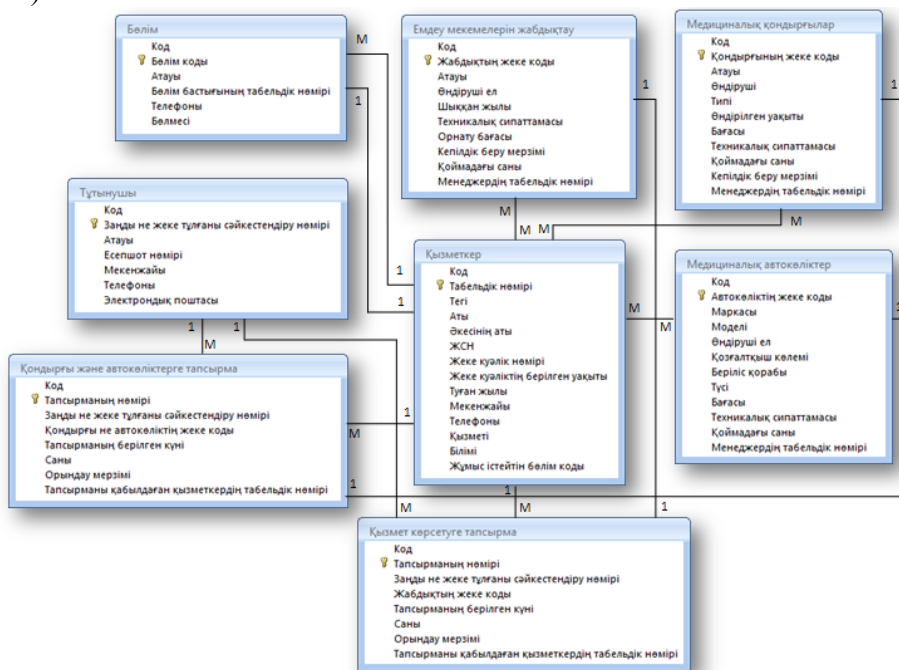 Бөлім
Код
Бөлім коды
Атауы
Бөлім бастығының табельдік нөмірі
Телефоны
Бөлмесі
М
1
Емдеу мекемелерін жабдықтау
Код
Жабдықтың жеке коды
Атауы
Өндіруші ел
Шыққан жылы
Техникалық сипаттамасы
Орнату бағасы
Кепілдік беру мерзімі
Қоймадағы саны
Менеджердің табельдік нөмірі
1
М
М
Медициналық қондырғылар
Код
Қондырғының жеке коды
Атауы
Өндіруші
Типі
Өндірілген уақыты
Бағасы
Техникалық сипаттамасы
Қоймадағы саны
Кепілдік беру мерзімі
Менеджердің табельдік нөмірі
1
М
М
Тұтынушы
Код
Заңды не жеке тұлғаны сәйкестендіру нөмірі
Атауы
Есепшот нөмірі
Мекенжайы
Телефоны
Электрондық поштасы
1
1
М
1
1
Қызметкер
Код
Табельдік нөмірі
Тегі
Аты
Әкесінің аты
ЖСН
Жеке куәлік нөмірі
Жеке куәліктің берілген уақыты
Туған жылы
Мекенжайы
Телефоны
Қызметі
Білімі
Жұмыс істейтін бөлім коды
М
М
Медициналық автокөліктер
Код
Автокөліктің жеке коды
Маркасы
Моделі
Өндіруші ел
Қозғалтқыш көлемі
Беріліс қорабы
Түсі
Бағасы
Техникалық сипаттамасы
Қоймадағы саны
Менеджердің табельдік нөмірі
1
Қондырғы және автокөліктерге тапсырма
Код
Тапсырманың нөмірі
Заңды не жеке тұлғаны сәйкестендіру нөмірі
Қондырғы не автокөліктің жеке коды
Тапсырманың берілген күні
Саны
Орындау мерзімі
Тапсырманы қабылдаған қызметкердің табельдік нөмірі
1
М
1
1
М
М
1
Қызмет көрсетуге тапсырма
Код
Тапсырманың нөмірі
Заңды не жеке тұлғаны сәйкестендіру нөмірі
Жабдықтың жеке коды
Тапсырманың берілген күні
Саны
Орындау мерзімі
Тапсырманы қабылдаған қызметкердің табельдік нөмірі